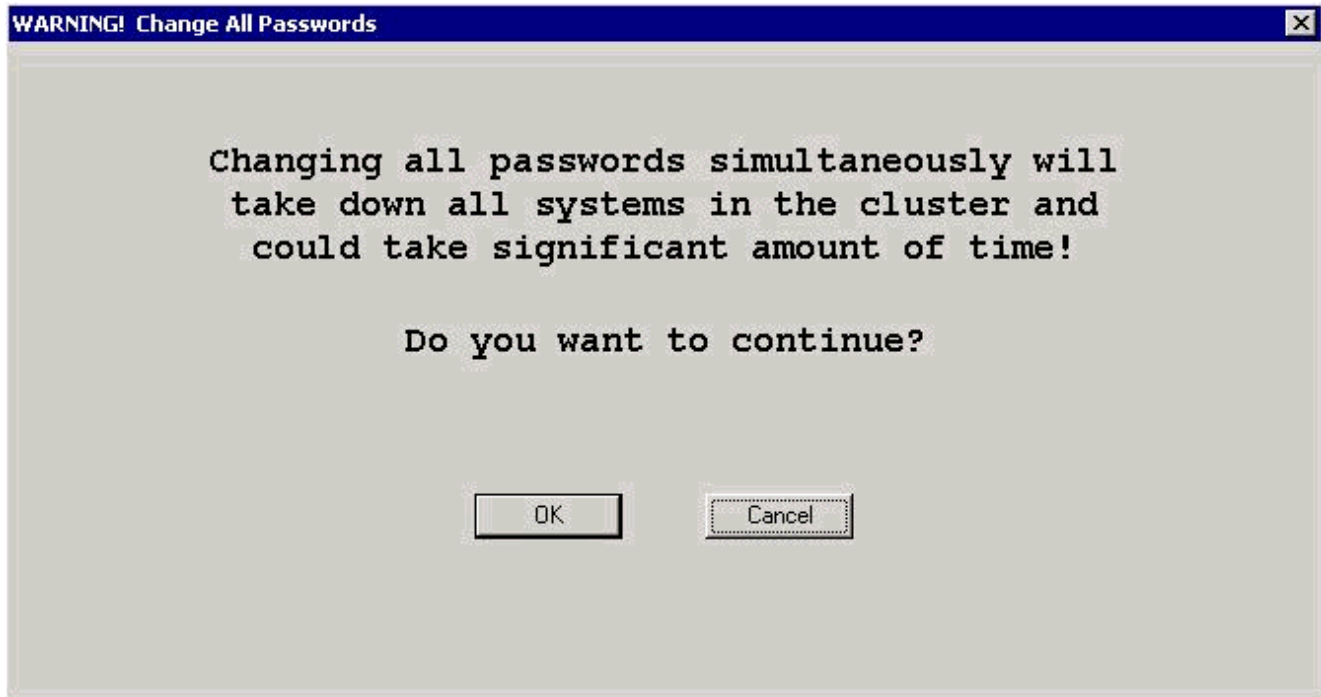 WARNING! Change All Passwords
Changing all passwords simultaneously will
take down all systems in the cluster and
could take significant amount of time!
Do you want to continue?
OK
Cancel